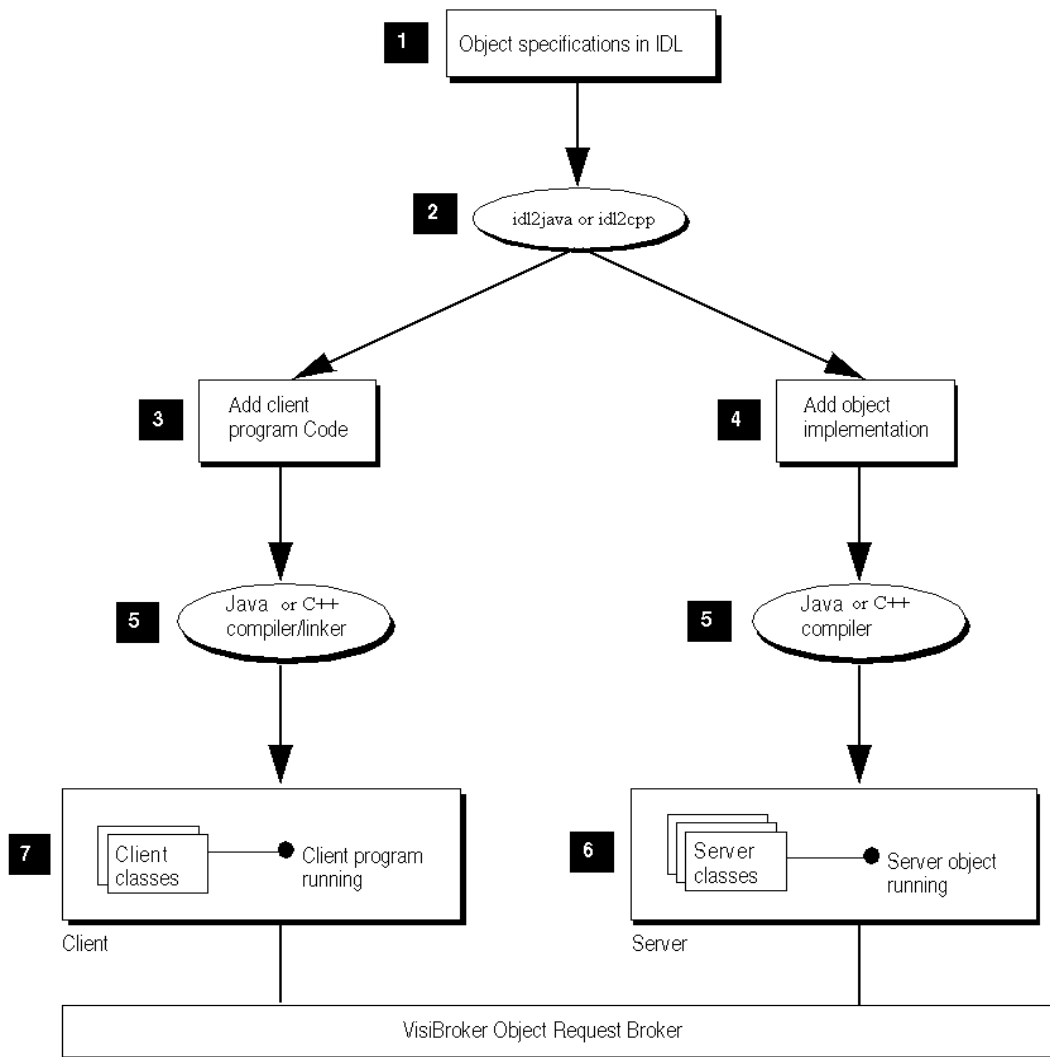 1
Object specifications in IDL
2
idl2java or idl2cpp
3
Add client
program Code
4
Add object
implementation
5
Java or C++
compiler/linker
5
Java or C++
compiler
7
Client
classes
Client program
running
Client
6
Server
classes
Server object
running
Server
VisiBroker Object Request Broker